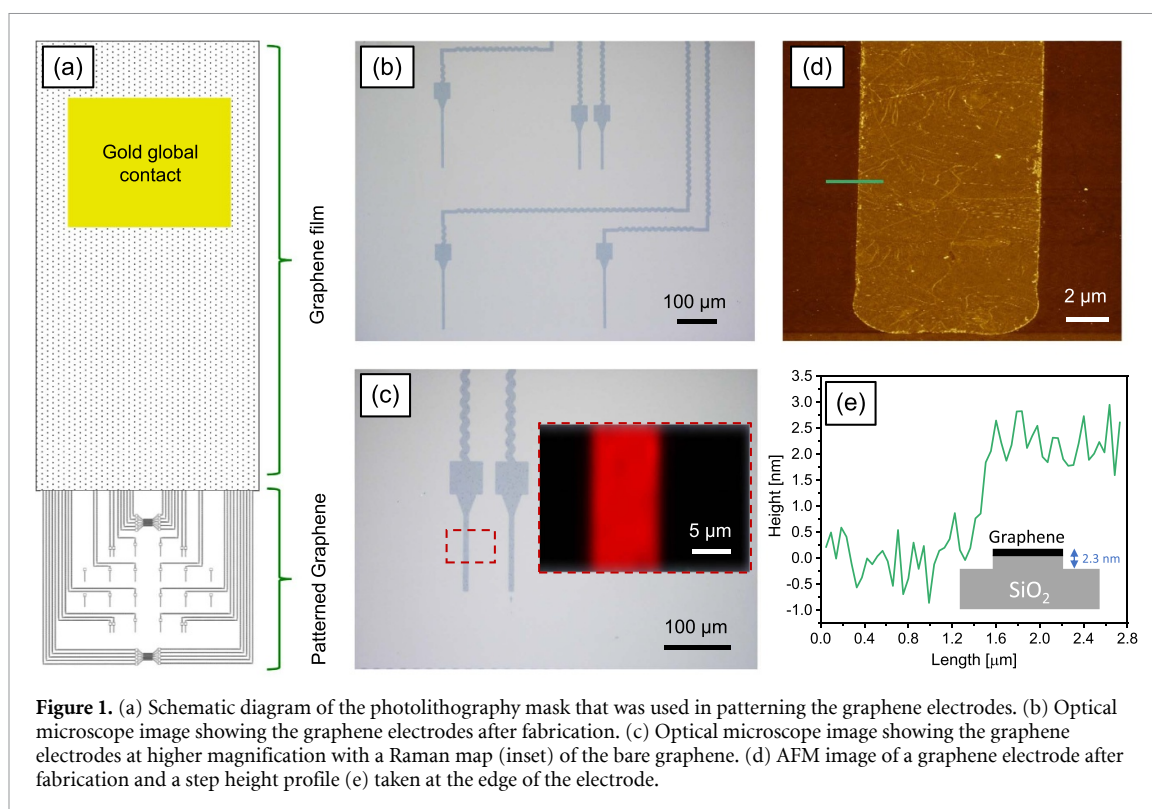 (a)
Gold global
contact
Graphene film
Patterned Graphene
(b)
100 µm
(c)
5 µm
100 µm
(d)
2 µm
(e)
3.5
3.0
2.5
2.0
1.5
1.0
0.5
0.0
-0.5
-1.0
Height [nm]
Graphene
2.3 nm
SiO₂
0.0 0.4 0.8 1.2 1.6 2.0 2.4 2.8
Length [µm]
Figure 1. (a) Schematic diagram of the photolithography mask that was used in patterning the graphene electrodes. (b) Optical
microscope image showing the graphene electrodes after fabrication. (c) Optical microscope image showing the graphene
electrodes at higher magnification with a Raman map (inset) of the bare graphene. (d) AFM image of a graphene electrode after
fabrication and a step height profile (e) taken at the edge of the electrode.